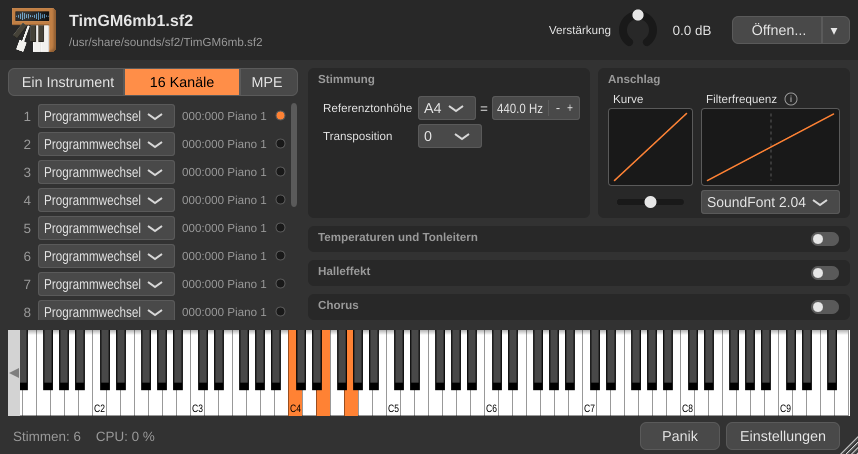 TimGM6mb1.sf2
/usr/share/sounds/sf2/TimGM6mb.sf2
Verstärkung
0.0 dB
Öffnen...
Ein Instrument 16 Kanäle MPE
1 Programmwechsel 000:000 Piano 1
2 Programmwechsel 000:000 Piano 1
3 Programmwechsel 000:000 Piano 1
4 Programmwechsel 000:000 Piano 1
5 Programmwechsel 000:000 Piano 1
6 Programmwechsel 000:000 Piano 1
7 Programmwechsel 000:000 Piano 1
8 Programmwechsel 000:000 Piano 1
Stimmung
Referenztonhöhe A4 = 440.0 Hz - +
Transposition 0
Anschlag
Kurve Filterfrequenz i
SoundFont 2.04
Temperaturen und Tonleitern
Halleffekt
Chorus
C2 C3 C4 C5 C6 C7 C8 C9
Stimmen: 6 CPU: 0 %
Panik Einstellungen